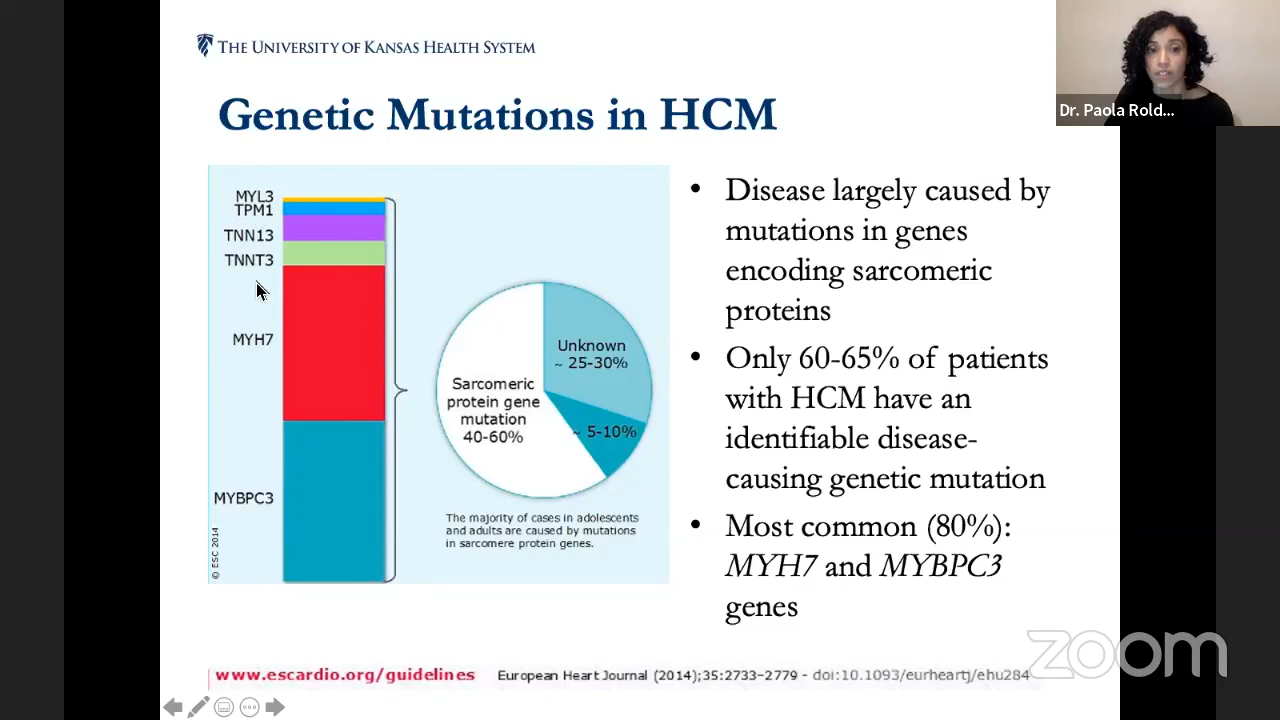 THE UNIVERSITY OF KANSAS HEALTH SYSTEM
Dr. Paola Rold...
Genetic Mutations in HCM
MYL3
TPM1
TNN13
TNNT3
MYH7
MYBPC3
© ESC 2014
Unknown
~ 25-30%
Sarcomeric
protein gene
mutation
40-60%
~ 5-10%
The majority of cases in adolescents
and adults are caused by mutations
in sarcomere protein genes.
• Disease largely caused by
mutations in genes
encoding sarcomeric
proteins
• Only 60-65% of patients
with HCM have an
identifiable disease-
causing genetic mutation
• Most common (80%):
MYH7 and MYBPC3
genes
www.escardio.org/guidelines
European Heart Journal (2014);35:2733–2779 - doi:10.1093/eurheartj/ehu284
zoom